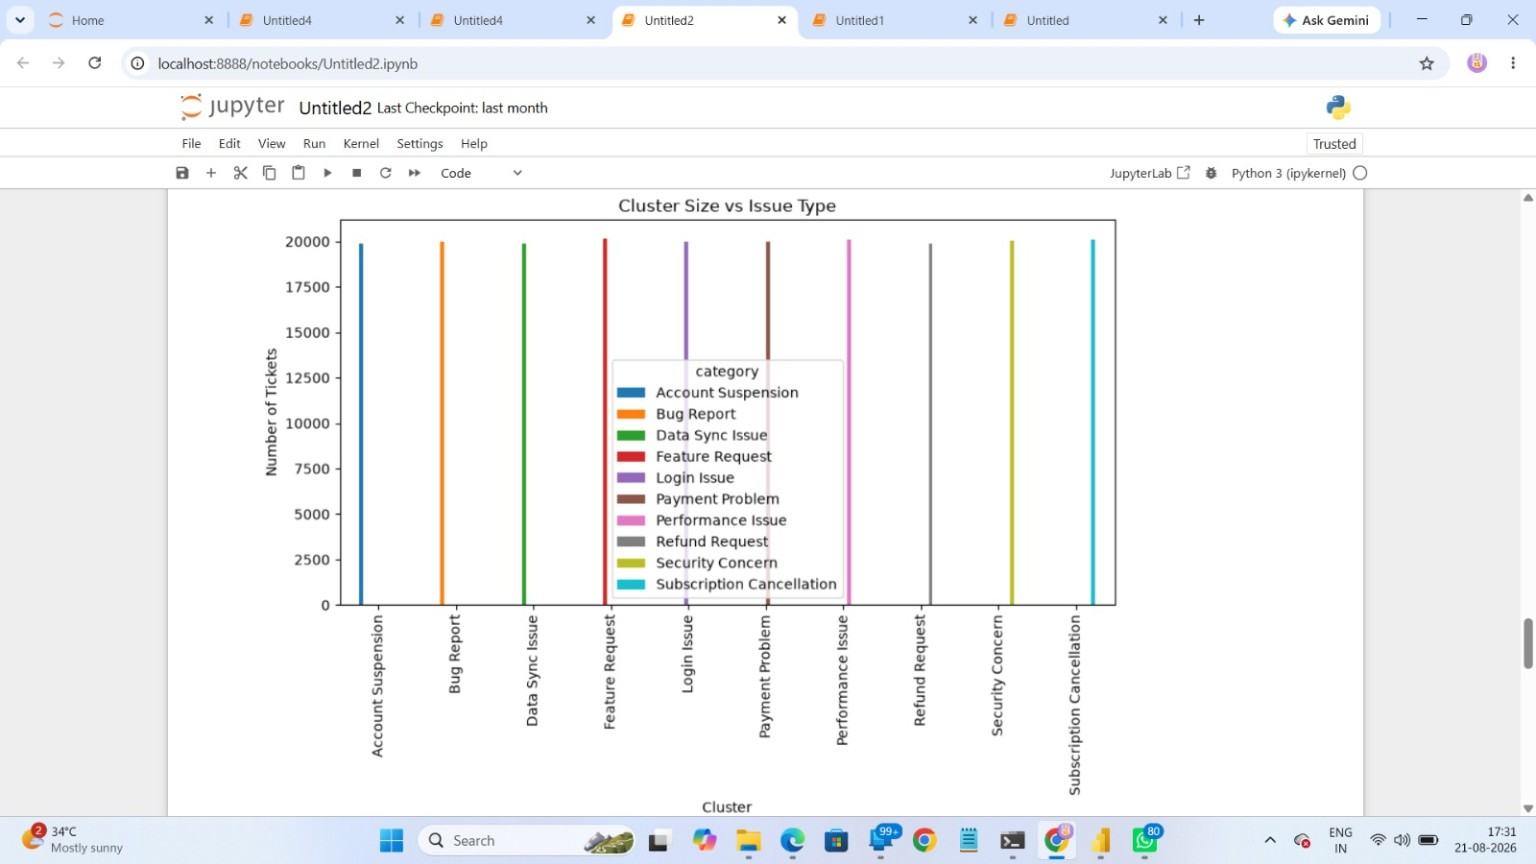 Home
Untitled4
Untitled4
Untitled2
Untitled1
Untitled
Ask Gemini
localhost:8888/notebooks/Untitled2.ipynb
jupyter Untitled2 Last Checkpoint: last month
File Edit View Run Kernel Settings Help
Trusted
Code
JupyterLab
Python 3 (ipykernel)
Cluster Size vs Issue Type
Number of Tickets
20000
17500
15000
12500
10000
7500
5000
2500
0
category
Account Suspension
Bug Report
Data Sync Issue
Feature Request
Login Issue
Payment Problem
Performance Issue
Refund Request
Security Concern
Subscription Cancellation
Account Suspension
Bug Report
Data Sync Issue
Feature Request
Login Issue
Payment Problem
Performance Issue
Refund Request
Security Concern
Subscription Cancellation
Cluster
2
34°C
Mostly sunny
Search
99+
80
ENG
IN
17:31
21-08-2026